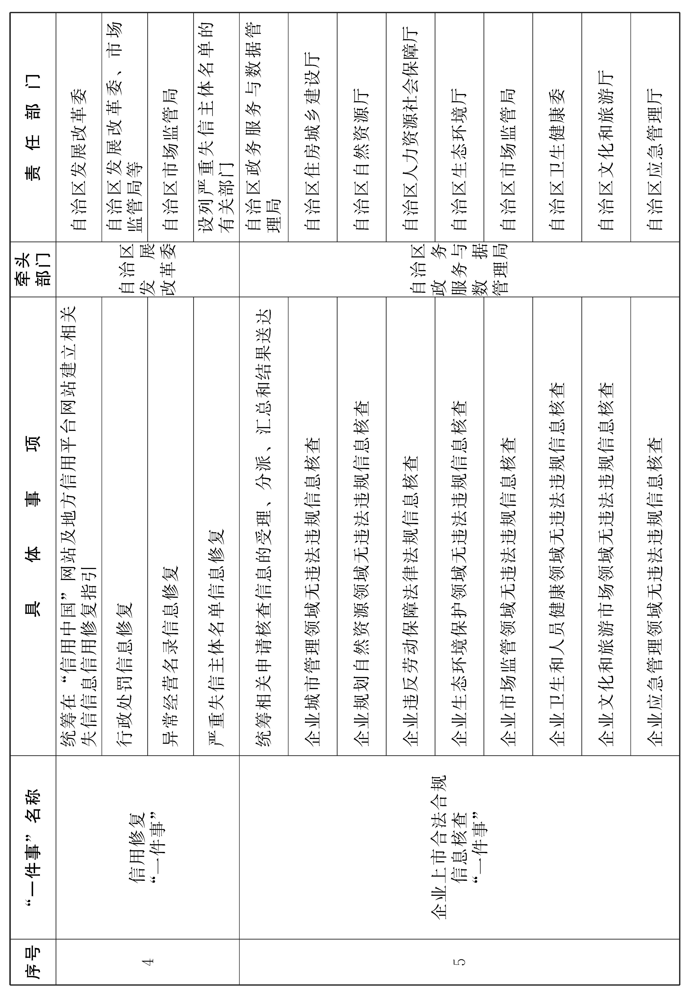 序号
“一件事”名称
具体事项
牵头
部门
责任部门
4
信用修复
“一件事”
统筹在“信用中国”网站及地方信用平台网站建立相关
失信信息信用修复指引
自治区
发展
改革委
自治区发展改革委
行政处罚信息修复
自治区发展改革委、市场
监管局等
异常经营名录信息修复
自治区市场监管局
严重失信主体名单信息修复
设列严重失信主体名单的
有关部门
5
企业上市合法合规
信息核查
“一件事”
统筹相关申请核查信息的受理、分派、汇总和结果送达
自治区
政务
服务与
数据
管理局
自治区政务服务与数据管
理局
企业城市管理领域无违法违规信息核查
自治区住房城乡建设厅
企业规划自然资源领域无违法违规信息核查
自治区自然资源厅
企业违反劳动保障法律法规信息核查
自治区人力资源社会保障厅
企业生态环境保护领域无违法违规信息核查
自治区生态环境厅
企业市场监管领域无违法违规信息核查
自治区市场监管局
企业卫生和人员健康领域无违法违规信息核查
自治区卫生健康委
企业文化和旅游市场领域无违法违规信息核查
自治区文化和旅游厅
企业应急管理领域无违法违规信息核查
自治区应急管理厅